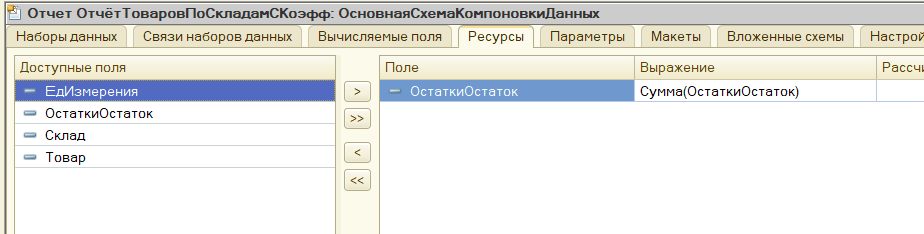 Отчет ОтчётТоваровПоСкладамСКоэфф: ОсновнаяСхемаКомпоновкиДанных
Наборы данных Связи наборов данных Вычисляемые поля Ресурсы Параметры Макеты Вложенные схемы Настрой
Доступные поля Поле Выражение Рассчи
ЕдИзмерения > ОстаткиОстаток Сумма(ОстаткиОстаток)
ОстаткиОстаток >>
Склад <
Товар <<